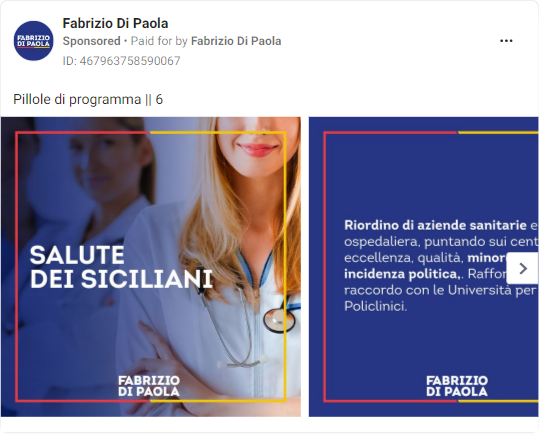 Fabrizio Di Paola
Sponsored • Paid for by Fabrizio Di Paola
ID: 467963758590067
FABRIZIO
DI PAOLA
Pillole di programma || 6
SALUTE
DEI SICILIANI
FABRIZIO
DI PAOLA
Riordino di aziende sanitarie e
ospedaliera, puntando sui cent
eccellenza, qualità, minor
incidenza politica,. Raffor
raccordo con le Università per
Policlinici.
FABRIZIO
DI PAOLA